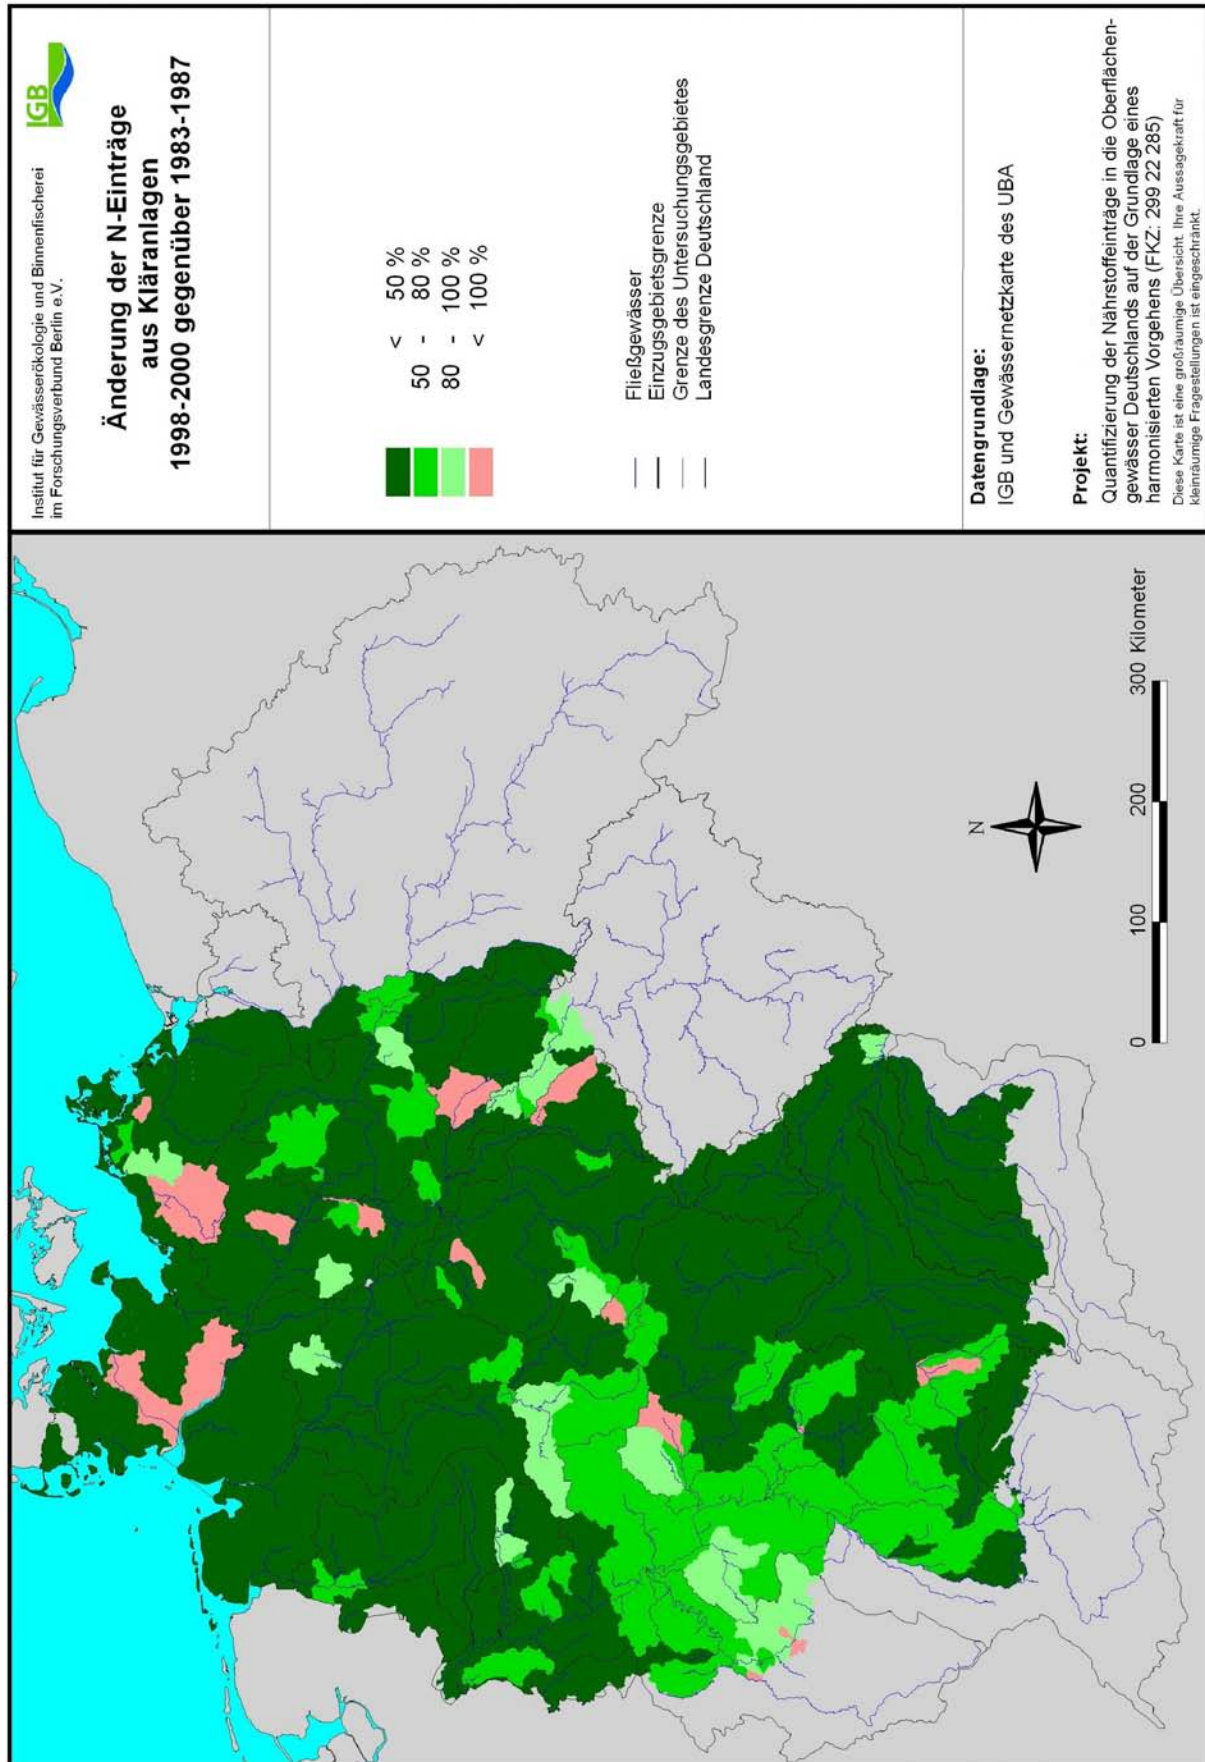 Institut für Gewässerökologie und Binnenfischerei
im Forschungsverbund Berlin e.V.
IGB
Änderung der N-Einträge
aus Kläranlagen
1998-2000 gegenüber 1983-1987
< 50 %
50 - 80 %
80 - 100 %
< 100 %
Fließgewässer
Einzugsgebietsgrenze
Grenze des Untersuchungsgebietes
Landesgrenze Deutschland
Datengrundlage:
IGB und Gewässernetzkarte des UBA
Projekt:
Quantifizierung der Nährstoffeinträge in die Oberflächen-
gewässer Deutschlands auf der Grundlage eines
harmonisierten Vorgehens (FKZ: 299 22 285)
Diese Karte ist eine großräumige Übersicht. Ihre Aussagekraft für
kleinräumige Fragestellungen ist eingeschränkt.
N
0 100 200 300 Kilometer